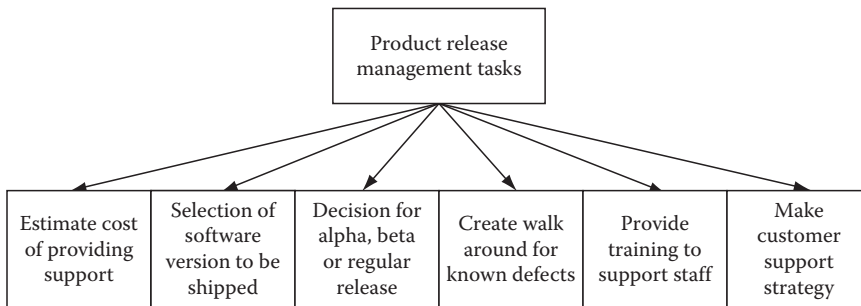 Product release
management tasks
Estimate cost
of providing
support
Selection of
software
version to be
shipped
Decision for
alpha, beta
or regular
release
Create walk
around for
known defects
Provide
training to
support staff
Make
customer
support
strategy